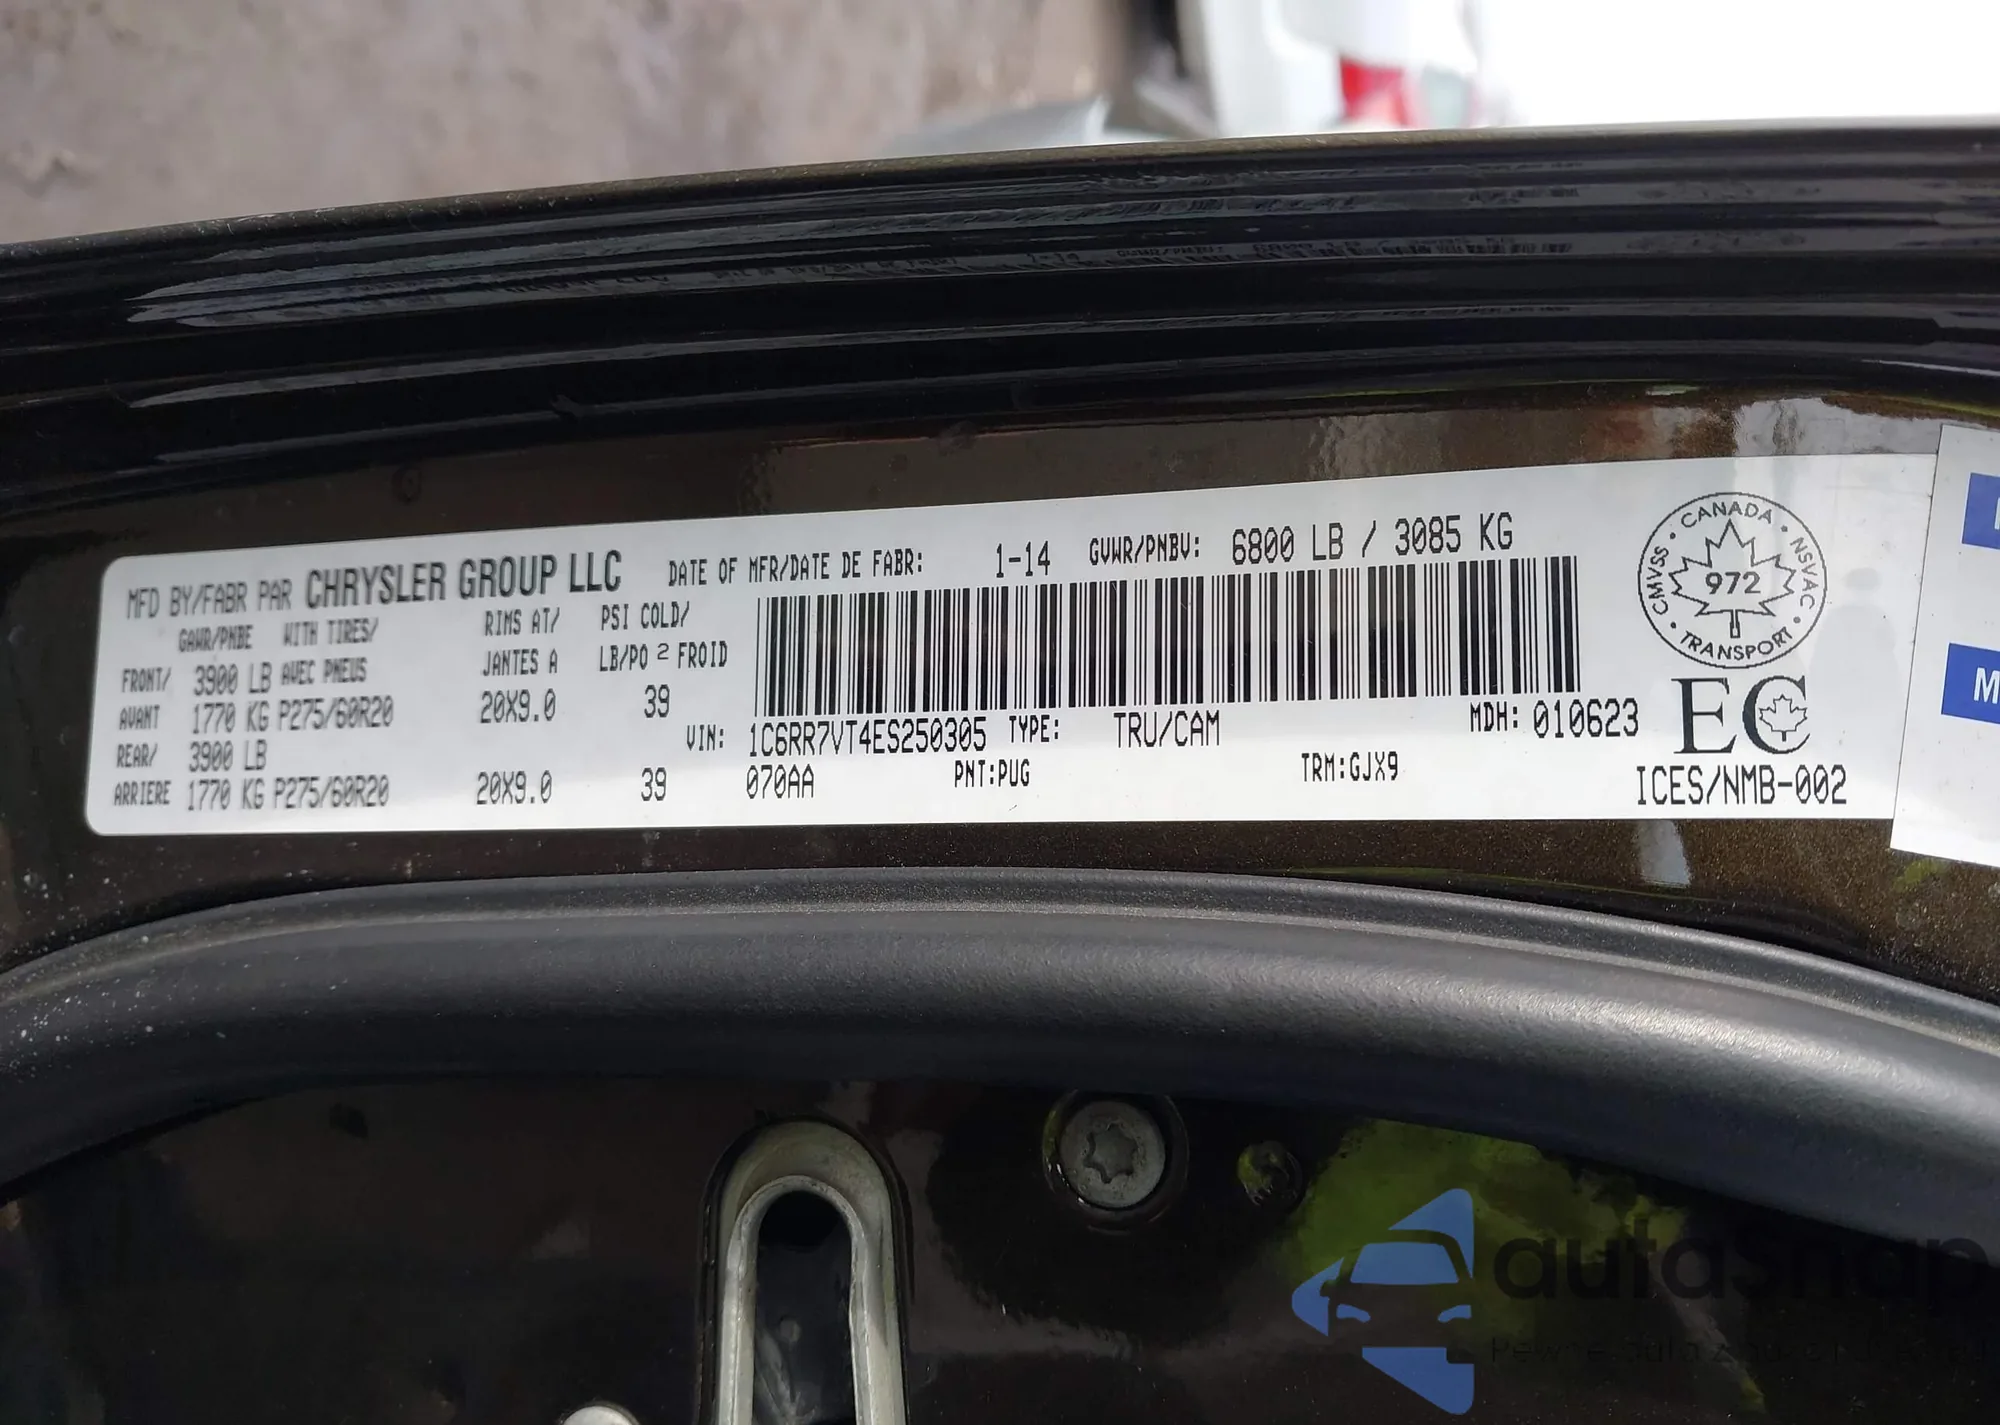 MFD BY/FABR PAR CHRYSLER GROUP LLC DATE OF MFR/DATE DE FABR: 1-14 GVWR/PNBV: 6800 LB / 3085 KG
GAWR/PNBE WITH TIRES/ RIMS AT/ PSI COLD/
FRONT/ 3900 LB AVEC PNEUS JANTES A LB/PO 2 FROID
AVANT 1770 KG P275/60R20 20X9.0 39
REAR/ 3900 LB
ARRIERE 1770 KG P275/60R20 20X9.0 39
VIN: 1C6RR7VT4ES250305 TYPE: TRU/CAM MDH: 010623
070AA PNT:PUG TRM:GJX9
CANADA
CMVSS • NSVAC
972
TRANSPORT
EC
ICES/NMB-002
M
autasnap